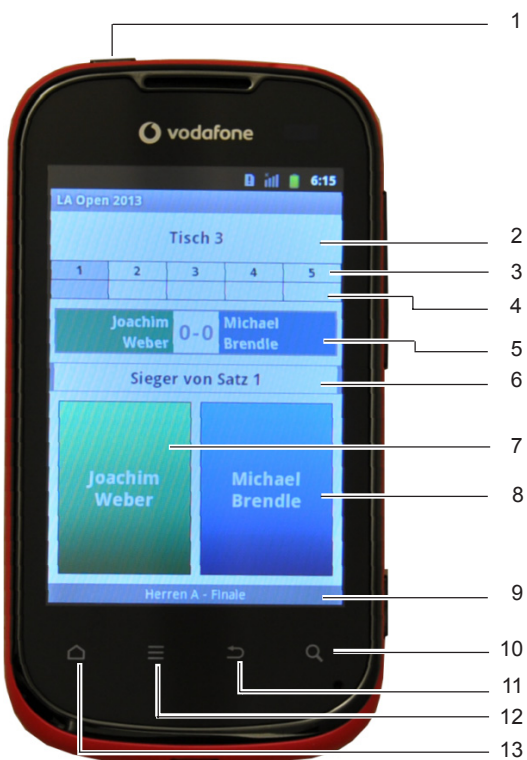 1
vodafone
6:15
LA Open 2013
Tisch 3
2
1 2 3 4 5
3
4
Joachim
Weber
0-0
Michael
Brendle
5
Sieger von Satz 1
6
7
Joachim
Weber
Michael
Brendle
8
Herren A - Finale
9
10
11
12
13